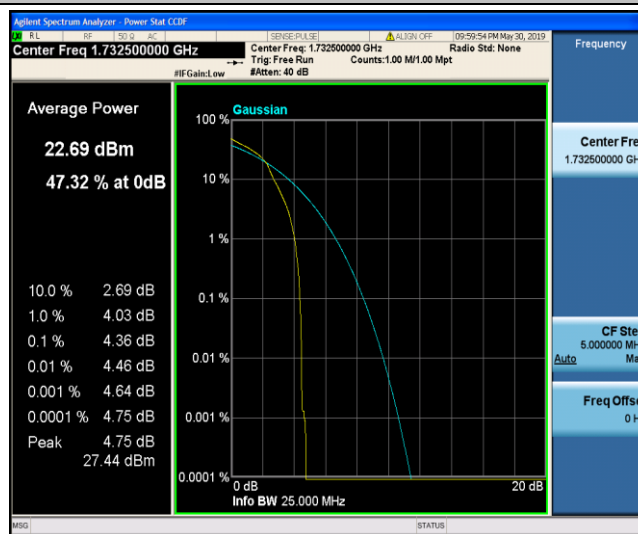 Agilent Spectrum Analyzer - Power Stat CCDF
RL RF 50 Ω AC SENSE:PULSE ALIGN OFF 09:59:54 PM May 30, 2019
Center Freq 1.732500000 GHz
Center Freq: 1.732500000 GHz Radio Std: None
Trig: Free Run Counts:1.00 M/1.00 Mpt
#IFGain:Low #Atten: 40 dB
Frequency
Average Power
22.69 dBm
47.32 % at 0dB
10.0 % 2.69 dB
1.0 % 4.03 dB
0.1 % 4.36 dB
0.01 % 4.46 dB
0.001 % 4.64 dB
0.0001 % 4.75 dB
Peak 4.75 dB
27.44 dBm
Gaussian
100 %
10 %
1 %
0.1 %
0.01 %
0.001 %
0.0001 %
0 dB 20 dB
Info BW 25.000 MHz
Center Fre
1.732500000 GH
CF Ste
5.000000 MH
Auto Ma
Freq Offse
0 H
MSG STATUS